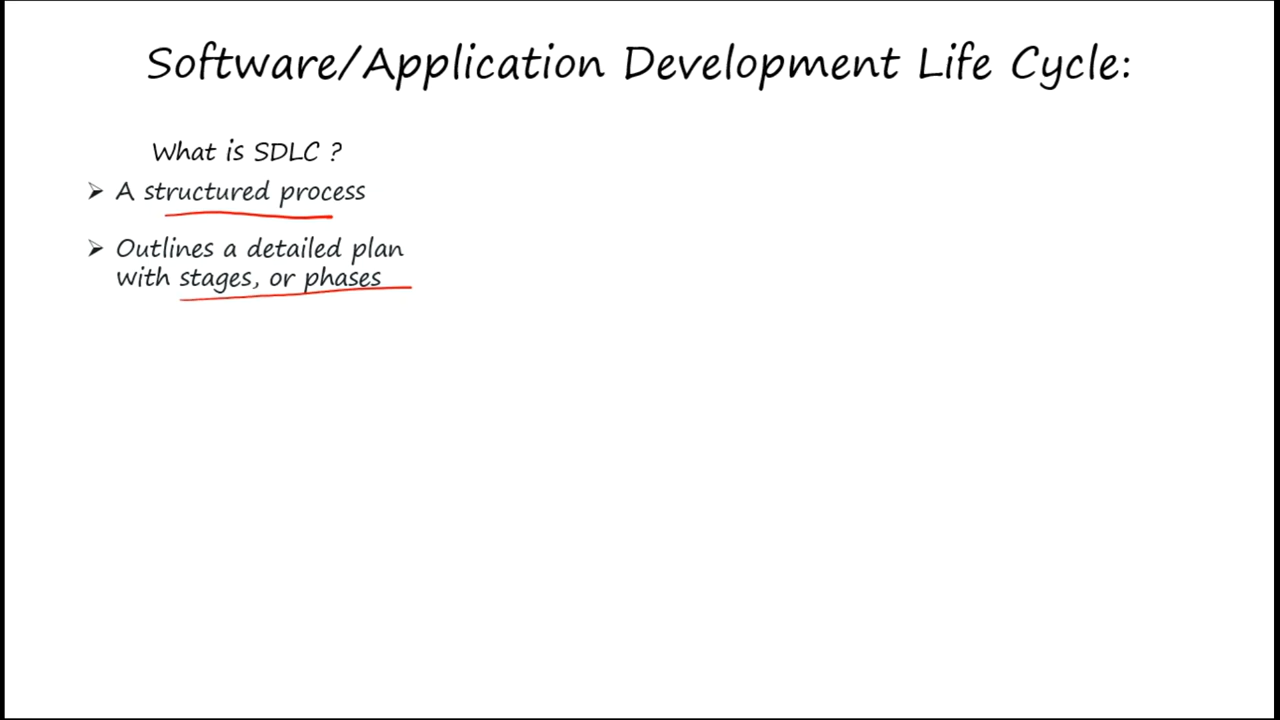 Software/Application Development Life Cycle:
What is SDLC ?
➢ A structured process
➢ Outlines a detailed plan
with stages, or phases